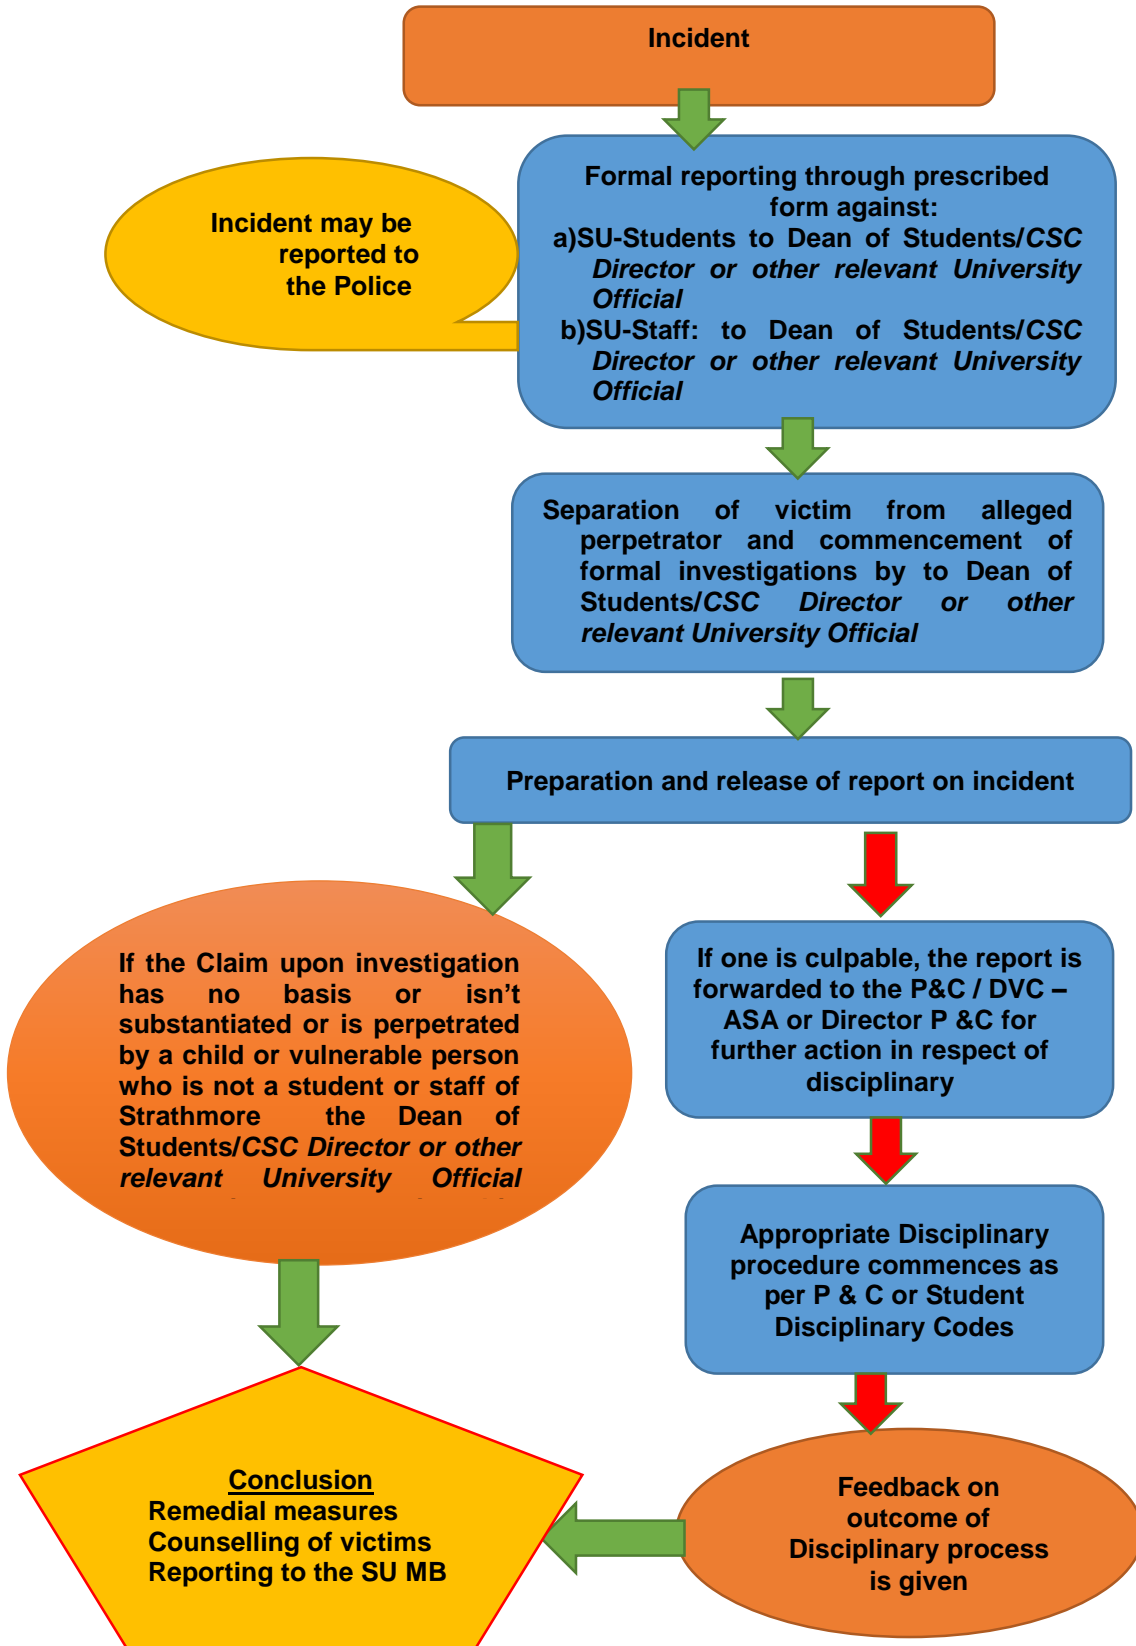 Incident
Formal reporting through prescribed
form against:
a)SU-Students to Dean of Students/CSC
Director or other relevant University
Official
b)SU-Staff: to Dean of Students/CSC
Director or other relevant University
Official
Incident may be
reported to
the Police
Separation of victim from alleged
perpetrator and commencement of
formal investigations by to Dean of
Students/CSC Director or other
relevant University Official
Preparation and release of report on incident
If the Claim upon investigation
has no basis or isn’t
substantiated or is perpetrated
by a child or vulnerable person
who is not a student or staff of
Strathmore the Dean of
Students/CSC Director or other
relevant University Official
If one is culpable, the report is
forwarded to the P&C / DVC –
ASA or Director P &C for
further action in respect of
disciplinary
Appropriate Disciplinary
procedure commences as
per P & C or Student
Disciplinary Codes
Feedback on
outcome of
Disciplinary process
is given
Conclusion
Remedial measures
Counselling of victims
Reporting to the SU MB